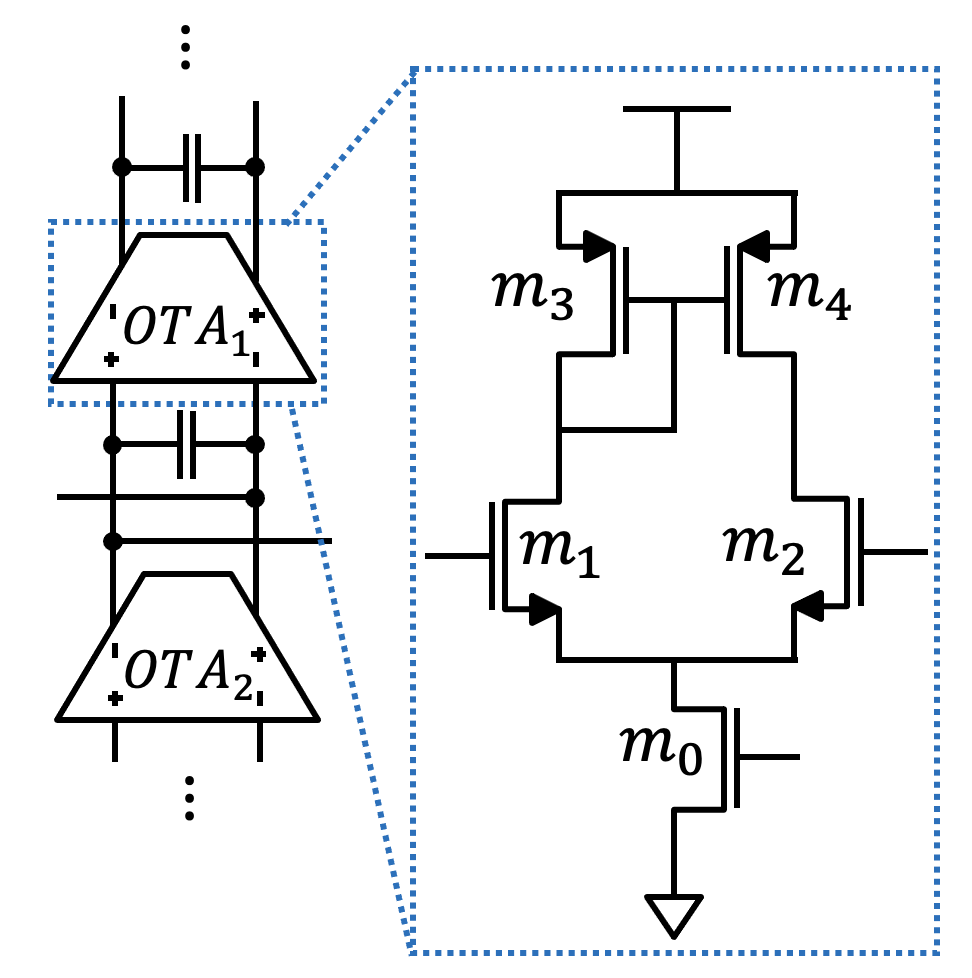 m₃
m₄
- OTA₁ +
+ -
m₁
m₂
- OTA₂ +
+ -
m₀